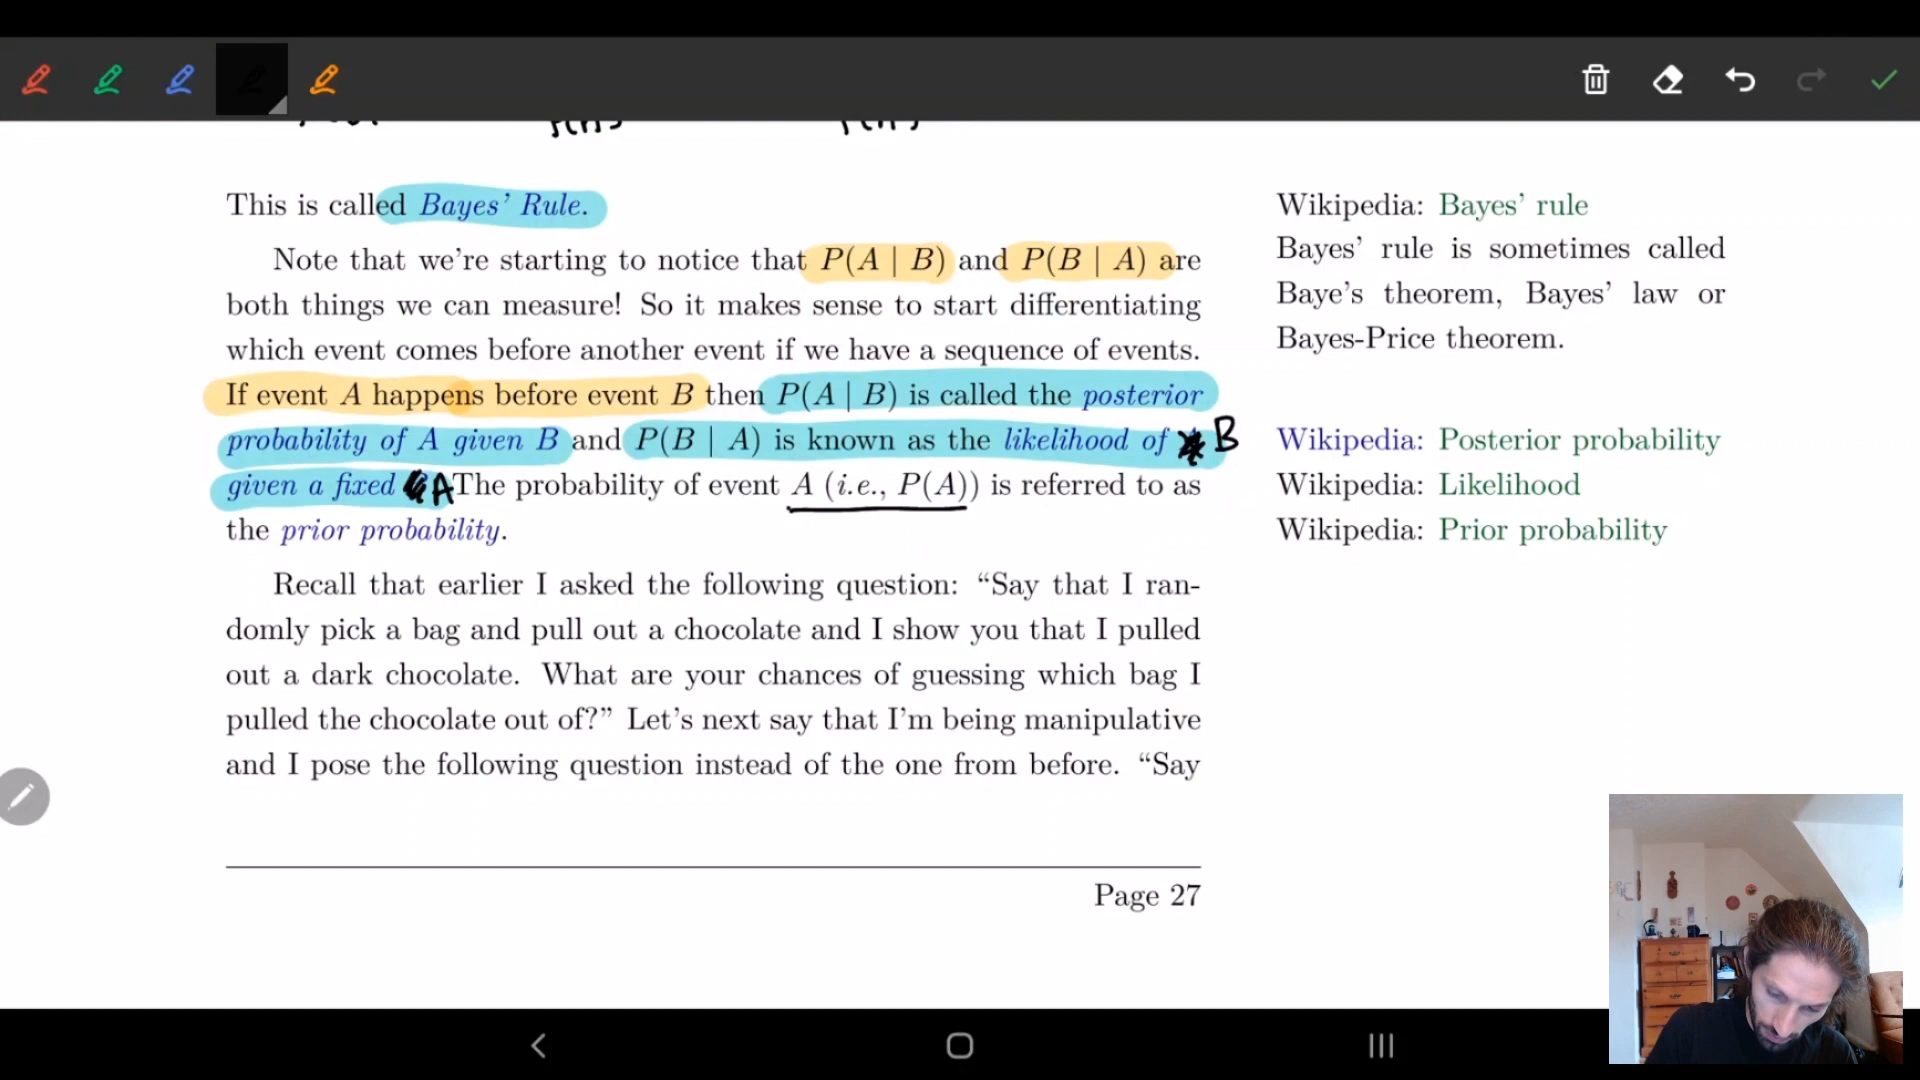 This is called Bayes' Rule.
Note that we're starting to notice that P(A | B) and P(B | A) are
both things we can measure! So it makes sense to start differentiating
which event comes before another event if we have a sequence of events.
If event A happens before event B then P(A | B) is called the posterior
probability of A given B and P(B | A) is known as the likelihood of B
given a fixed A The probability of event A (i.e., P(A)) is referred to as
the prior probability.
Recall that earlier I asked the following question: “Say that I ran-
domly pick a bag and pull out a chocolate and I show you that I pulled
out a dark chocolate. What are your chances of guessing which bag I
pulled the chocolate out of?” Let's next say that I'm being manipulative
and I pose the following question instead of the one from before. “Say
Page 27
Wikipedia: Bayes' rule
Bayes' rule is sometimes called
Baye's theorem, Bayes' law or
Bayes-Price theorem.
Wikipedia: Posterior probability
Wikipedia: Likelihood
Wikipedia: Prior probability